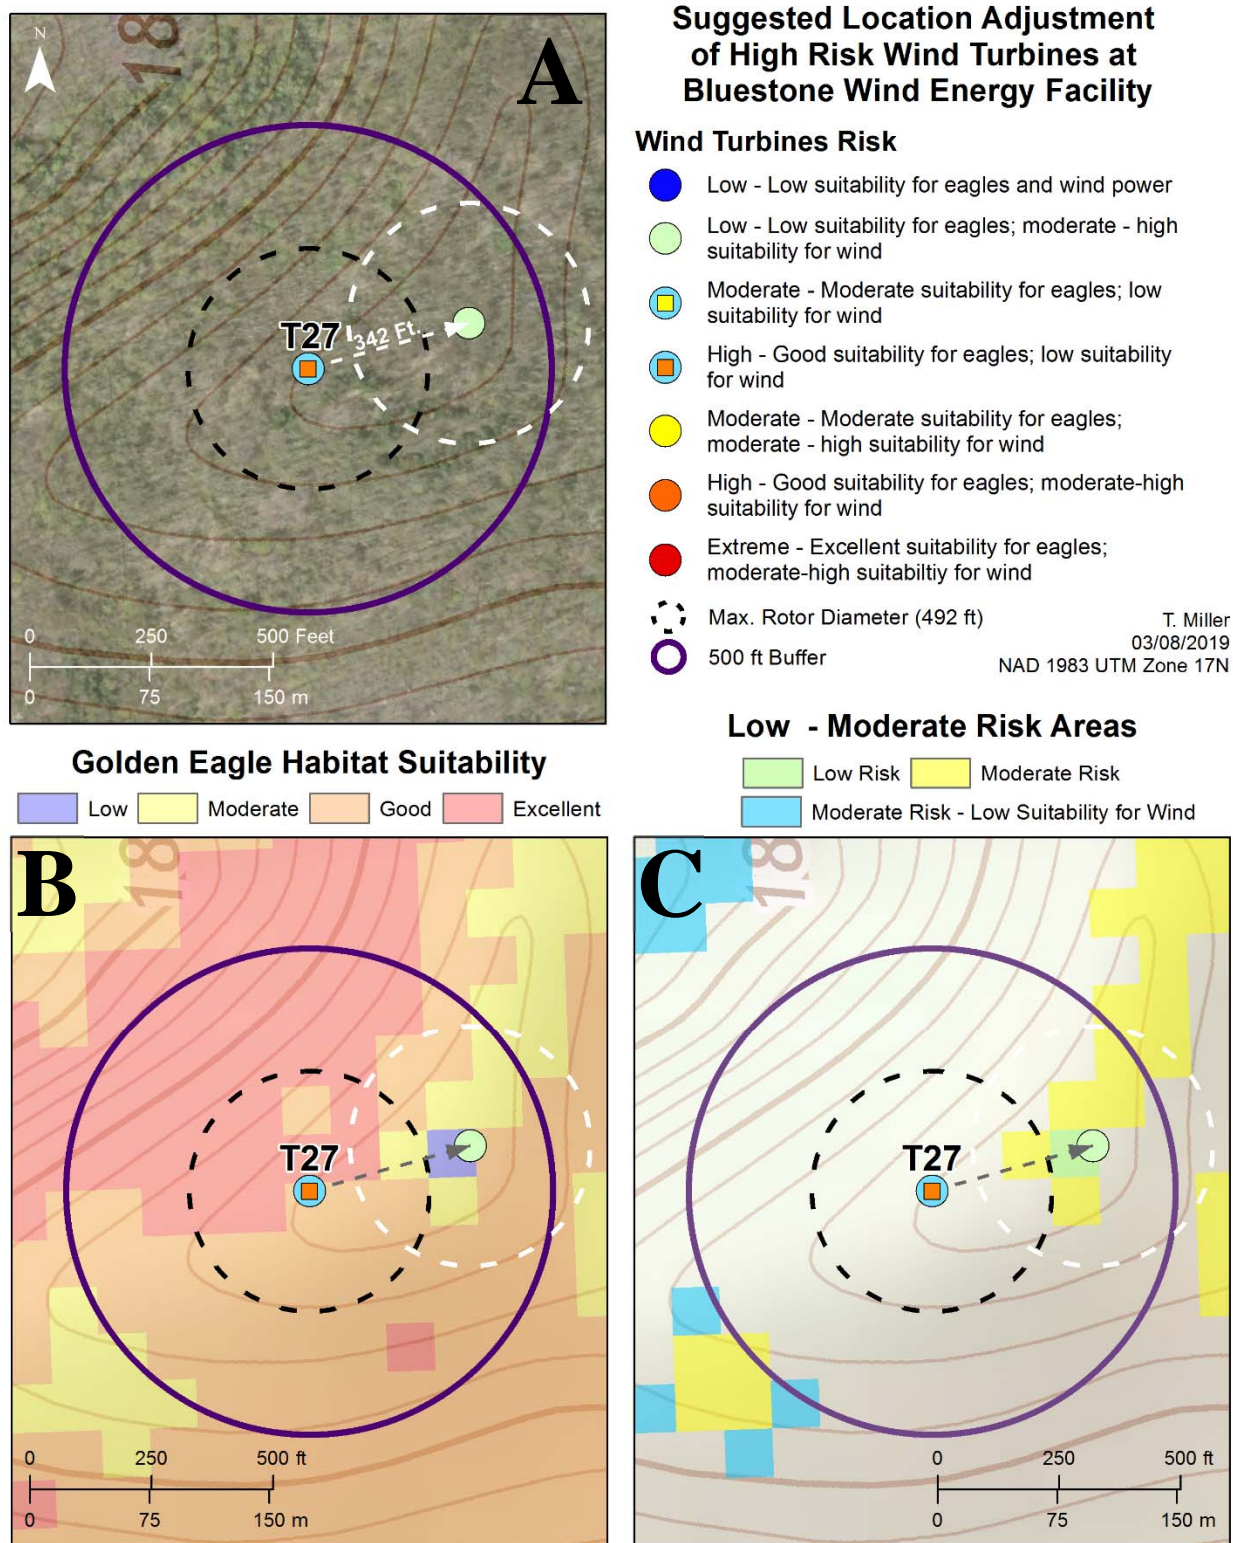 Suggested Location Adjustment
of High Risk Wind Turbines at
Bluestone Wind Energy Facility
N
18
A
T27
342 Ft.
0 250 500 Feet
0 75 150 m
Wind Turbines Risk
Low - Low suitability for eagles and wind power
Low - Low suitability for eagles; moderate - high
suitability for wind
Moderate - Moderate suitability for eagles; low
suitability for wind
High - Good suitability for eagles; low suitability
for wind
Moderate - Moderate suitability for eagles;
moderate - high suitability for wind
High - Good suitability for eagles; moderate-high
suitability for wind
Extreme - Excellent suitability for eagles;
moderate-high suitabiltiy for wind
Max. Rotor Diameter (492 ft)
500 ft Buffer
T. Miller
03/08/2019
NAD 1983 UTM Zone 17N
Golden Eagle Habitat Suitability
Low Moderate Good Excellent
B
18
T27
0 250 500 ft
0 75 150 m
Low - Moderate Risk Areas
Low Risk Moderate Risk
Moderate Risk - Low Suitability for Wind
C
18
T27
0 250 500 ft
0 75 150 m